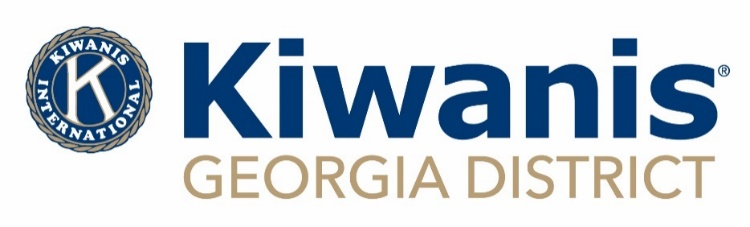 KIWANIS
K
INTERNATIONAL
Kiwanis®
GEORGIA DISTRICT